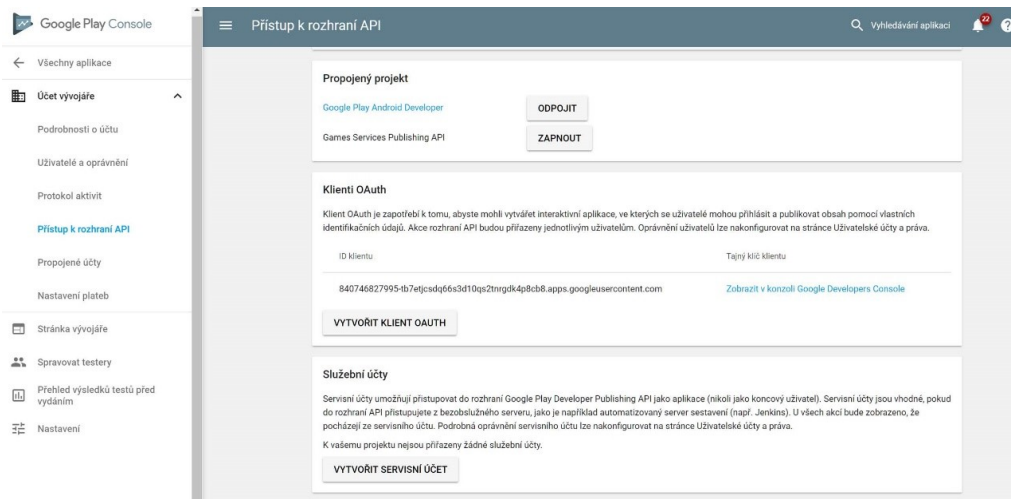 Google Play Console
Všechny aplikace
Účet vývojáře
Podrobnosti o účtu
Uživatelé a oprávnění
Protokol aktivit
Přístup k rozhraní API
Propojené účty
Nastavení plateb
Stránka vývojáře
Spravovat testery
Přehled výsledků testů před
vydáním
Nastavení
Přístup k rozhraní API
Vyhledávání aplikací
22
Propojený projekt
Google Play Android Developer
ODPOJIT
Games Services Publishing API
ZAPNOUT
Klienti OAuth
Klient OAuth je zapotřebí k tomu, abyste mohli vytvářet interaktivní aplikace, ve kterých se uživatelé mohou přihlásit a publikovat obsah pomocí vlastních
identifikačních údajů. Akce rozhraní API budou přiřazeny jednotlivým uživatelům. Oprávnění uživatelů lze nakonfigurovat na stránce Uživatelské účty a práva.
ID klientu
Tajný klíč klientu
840746827995-tb7etjcsdq66s3d10qs2tnrgdk4p8cb8.apps.googleusercontent.com
Zobrazit v konzoli Google Developers Console
VYTVOŘIT KLIENT OAUTH
Služební účty
Servisní účty umožňují přistupovat do rozhraní Google Play Developer Publishing API jako aplikace (nikoli jako koncový uživatel). Servisní účty jsou vhodné, pokud
do rozhraní API přistupujete z bezobslužného serveru, jako je například automatizovaný server sestavení (např. Jenkins). U všech akcí bude zobrazeno, že
pocházejí ze servisního účtu. Podrobná oprávnění servisního účtu lze nakonfigurovat na stránce Uživatelské účty a práva.
K vašemu projektu nejsou přiřazeny žádné služební účty.
VYTVOŘIT SERVISNÍ ÚČET